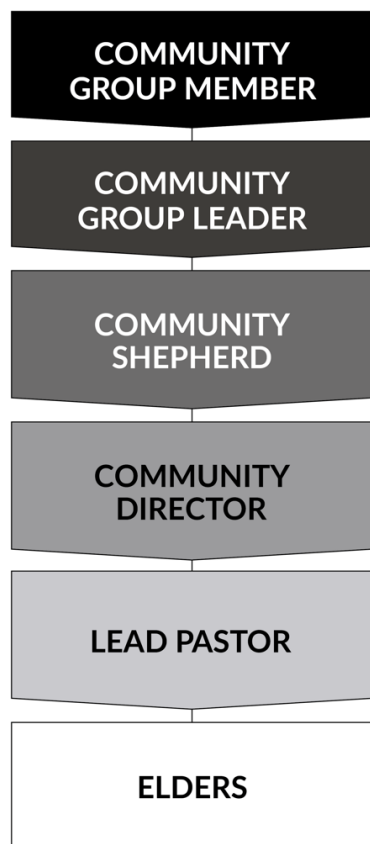 COMMUNITY
GROUP MEMBER
COMMUNITY
GROUP LEADER
COMMUNITY
SHEPHERD
COMMUNITY
DIRECTOR
LEAD PASTOR
ELDERS